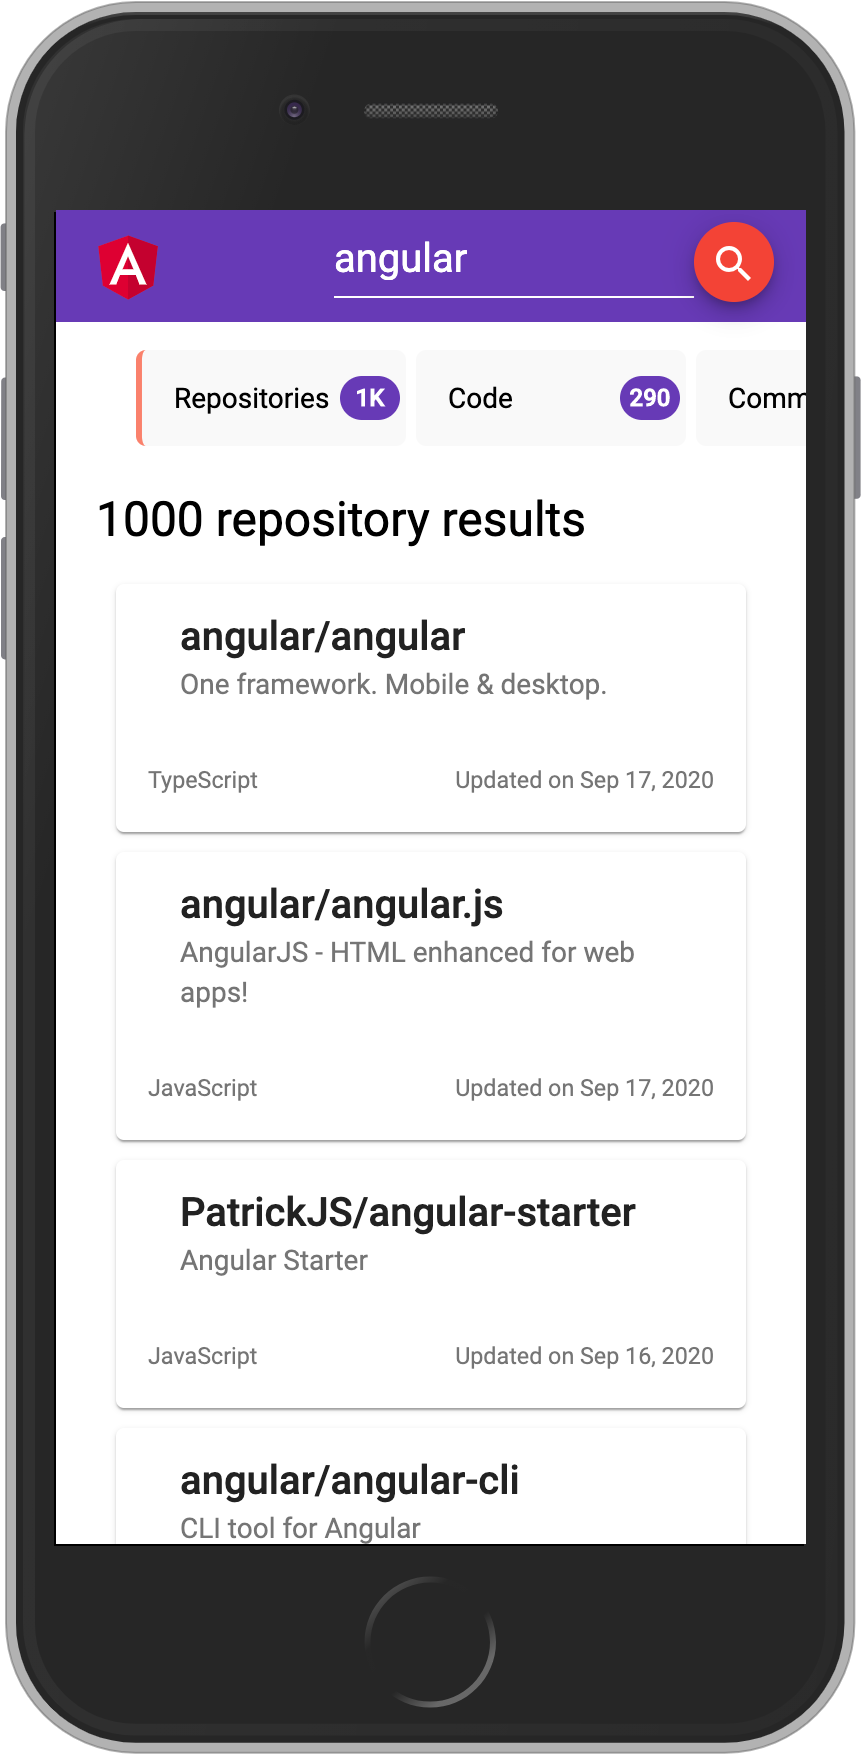 A
angular
Repositories 1K Code 290 Comm
1000 repository results
angular/angular
One framework. Mobile & desktop.
TypeScript Updated on Sep 17, 2020
angular/angular.js
AngularJS - HTML enhanced for web
apps!
JavaScript Updated on Sep 17, 2020
PatrickJS/angular-starter
Angular Starter
JavaScript Updated on Sep 16, 2020
angular/angular-cli
CLI tool for Angular